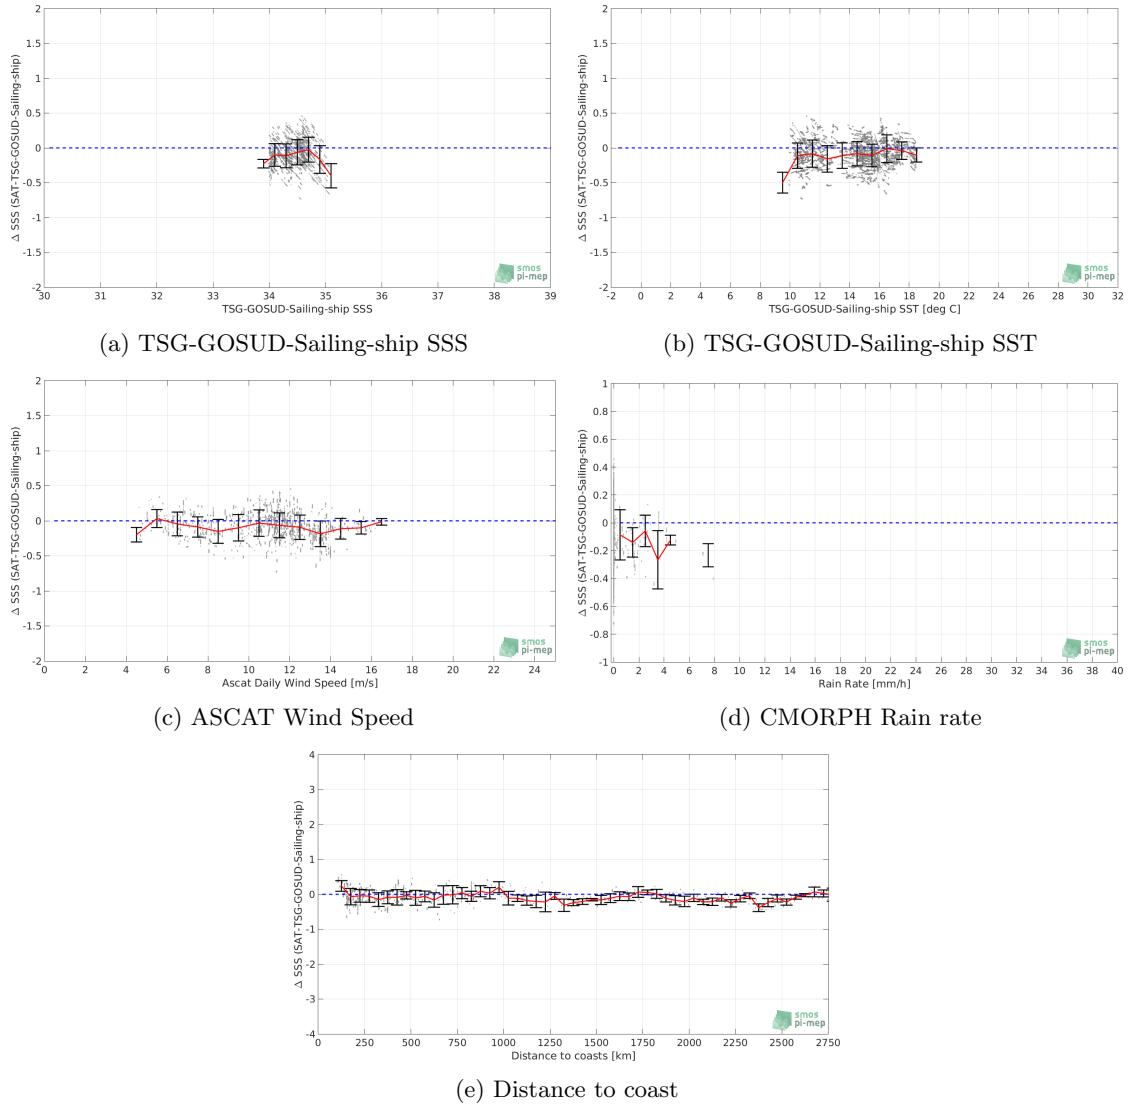 2
1.5
1
0.5
0
-0.5
-1
-1.5
-2
Δ SSS (SAT-TSG-GOSUD-Sailing-ship)
30 31 32 33 34 35 36 37 38 39
TSG-GOSUD-Sailing-ship SSS
smos
pi-mep
(a) TSG-GOSUD-Sailing-ship SSS
2
1.5
1
0.5
0
-0.5
-1
-1.5
-2
Δ SSS (SAT-TSG-GOSUD-Sailing-ship)
-2 0 2 4 6 8 10 12 14 16 18 20 22 24 26 28 30 32
TSG-GOSUD-Sailing-ship SST [deg C]
smos
pi-mep
(b) TSG-GOSUD-Sailing-ship SST
2
1.5
1
0.5
0
-0.5
-1
-1.5
-2
Δ SSS (SAT-TSG-GOSUD-Sailing-ship)
0 2 4 6 8 10 12 14 16 18 20 22 24
Ascat Daily Wind Speed [m/s]
smos
pi-mep
(c) ASCAT Wind Speed
1
0.8
0.6
0.4
0.2
0
-0.2
-0.4
-0.6
-0.8
-1
Δ SSS (SAT-TSG-GOSUD-Sailing-ship)
0 2 4 6 8 10 12 14 16 18 20 22 24 26 28 30 32 34 36 38 40
Rain Rate [mm/h]
smos
pi-mep
(d) CMORPH Rain rate
4
3
2
1
0
-1
-2
-3
-4
Δ SSS (SAT-TSG-GOSUD-Sailing-ship)
0 250 500 750 1000 1250 1500 1750 2000 2250 2500 2750
Distance to coasts [km]
smos
pi-mep
(e) Distance to coast